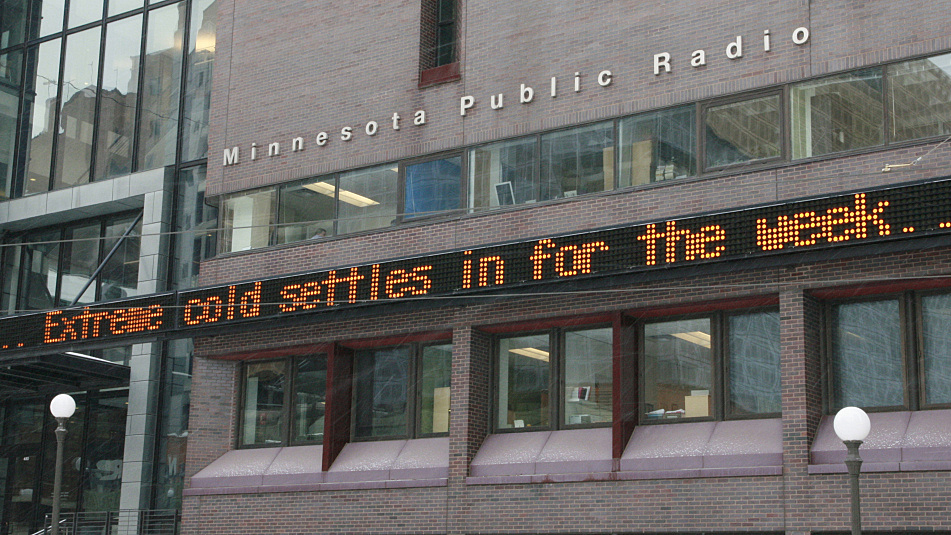 Minnesota Public Radio
.. Extreme cold settles in for the week..